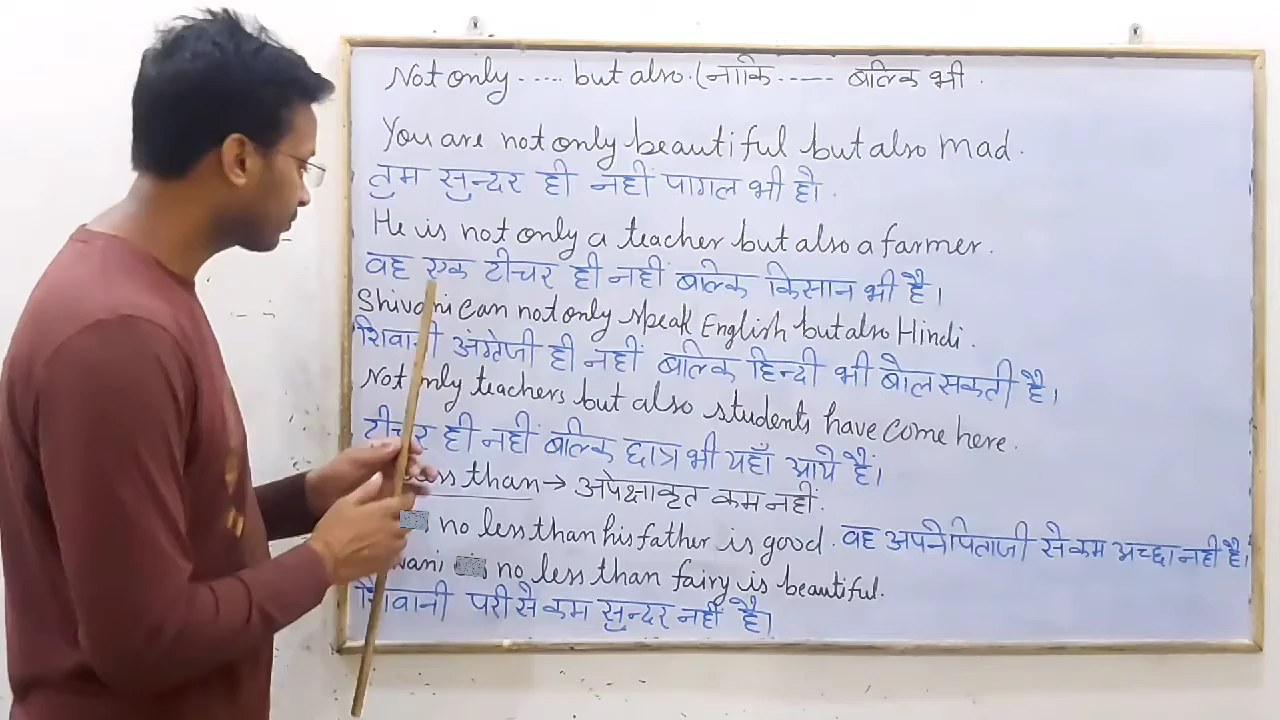 Not only ..... but also. (नाकि ..... बल्कि भी.
You are not only beautiful but also mad.
तुम सुन्दर ही नहीं पागल भी हो.
He is not only a teacher but also a farmer.
वह एक टीचर ही नहीं बल्कि किसान भी है।
Shivani can not only speak English but also Hindi.
शिवानी अंग्रेजी ही नहीं बल्कि हिन्दी भी बोल सकती है।
Not only teachers but also students have come here.
टीचर ही नहीं बल्कि छात्र भी यहाँ आये हैं।
less than → अपेक्षाकृत कम नहीं.
no less than his father is good. वह अपने पिताजी से कम अच्छा नहीं है।
no less than fairy is beautiful.
शिवानी परी से कम सुन्दर नहीं है।